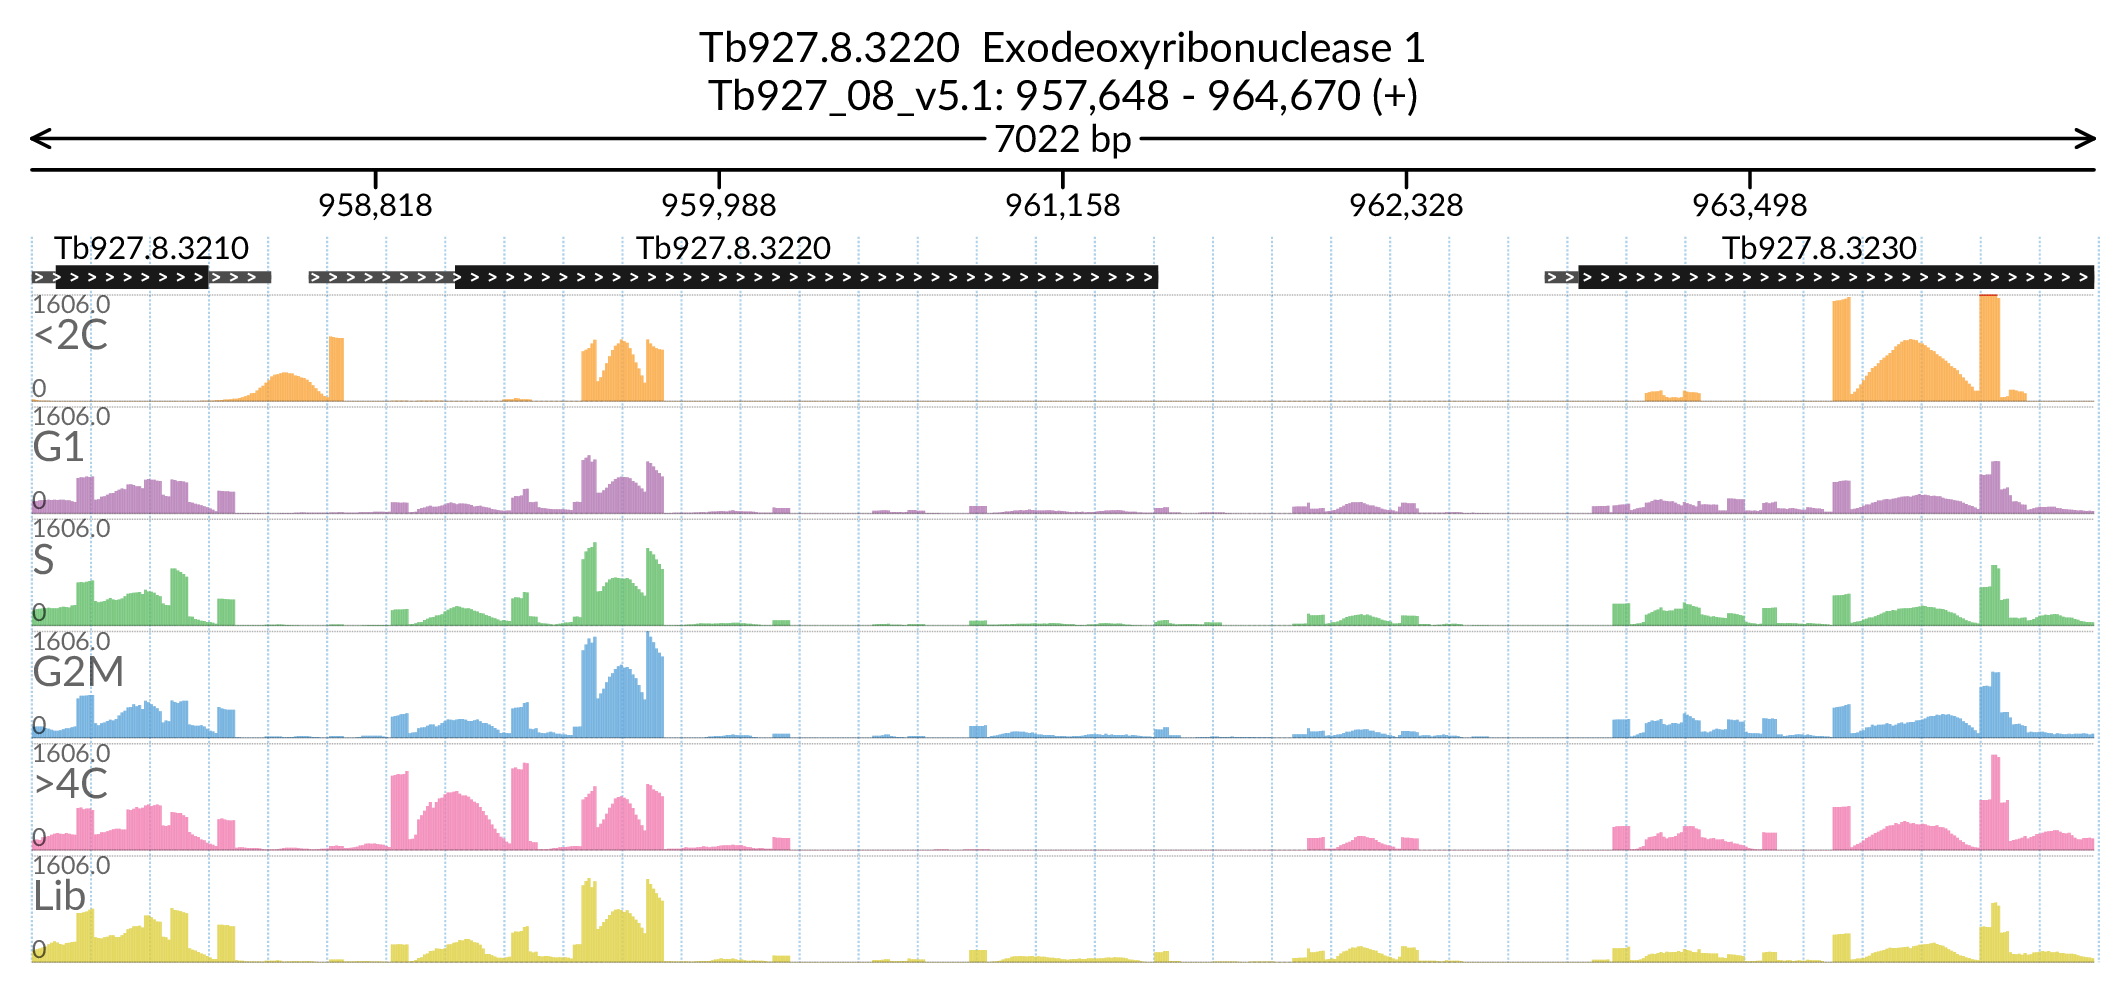 Tb927.8.3220 Exodeoxyribonuclease 1
Tb927_08_v5.1: 957,648 - 964,670 (+)
7022 bp
958,818 959,988 961,158 962,328 963,498
Tb927.8.3210 Tb927.8.3220 Tb927.8.3230
1606.0
<2C
0
1606.0
G1
0
1606.0
S
0
1606.0
G2M
0
1606.0
>4C
0
1606.0
Lib
0